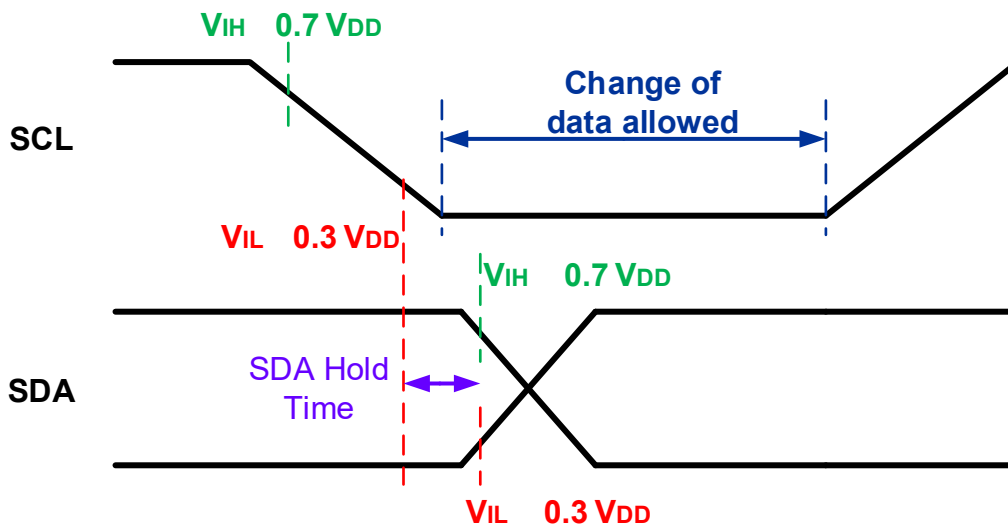 VIH 0.7 VDD
Change of
data allowed
SCL
VIL 0.3 VDD
VIH 0.7 VDD
SDA Hold
Time
SDA
VIL 0.3 VDD